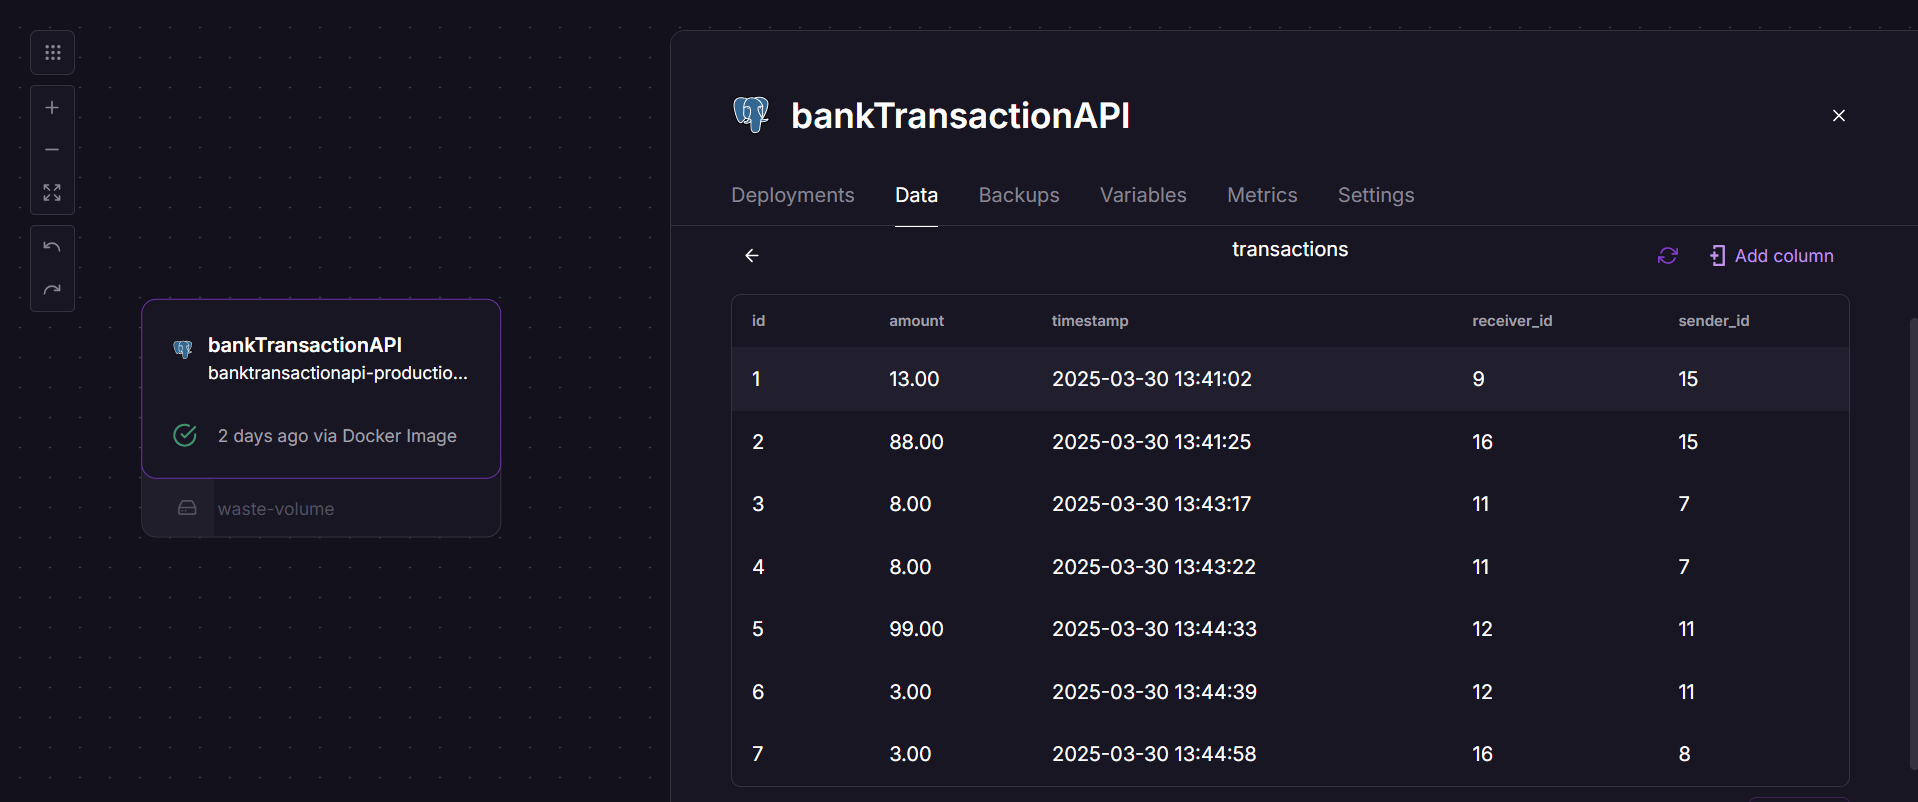 bankTransactionAPI
banktransactionapi-productio...
2 days ago via Docker Image
waste-volume
bankTransactionAPI
Deployments Data Backups Variables Metrics Settings
transactions
Add column
id amount timestamp receiver_id sender_id
1 13.00 2025-03-30 13:41:02 9 15
2 88.00 2025-03-30 13:41:25 16 15
3 8.00 2025-03-30 13:43:17 11 7
4 8.00 2025-03-30 13:43:22 11 7
5 99.00 2025-03-30 13:44:33 12 11
6 3.00 2025-03-30 13:44:39 12 11
7 3.00 2025-03-30 13:44:58 16 8